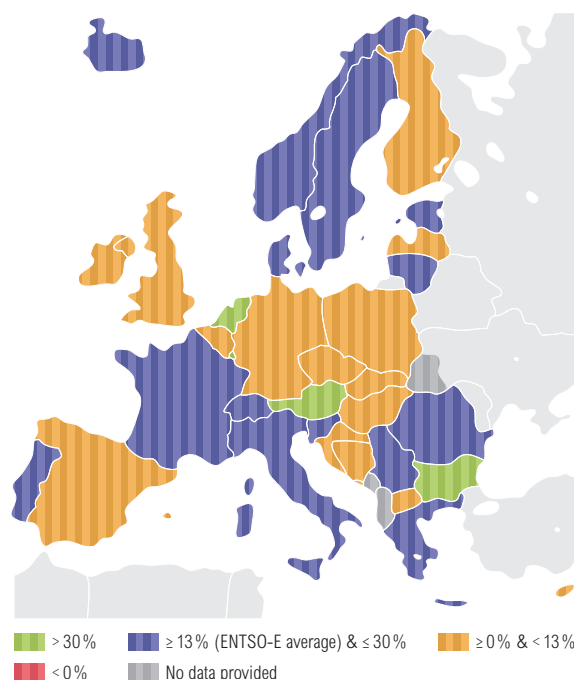 > 30 % ≥ 13 % (ENTSO-E average) & ≤ 30 % ≥ 0 % & < 13 %
< 0 % No data provided